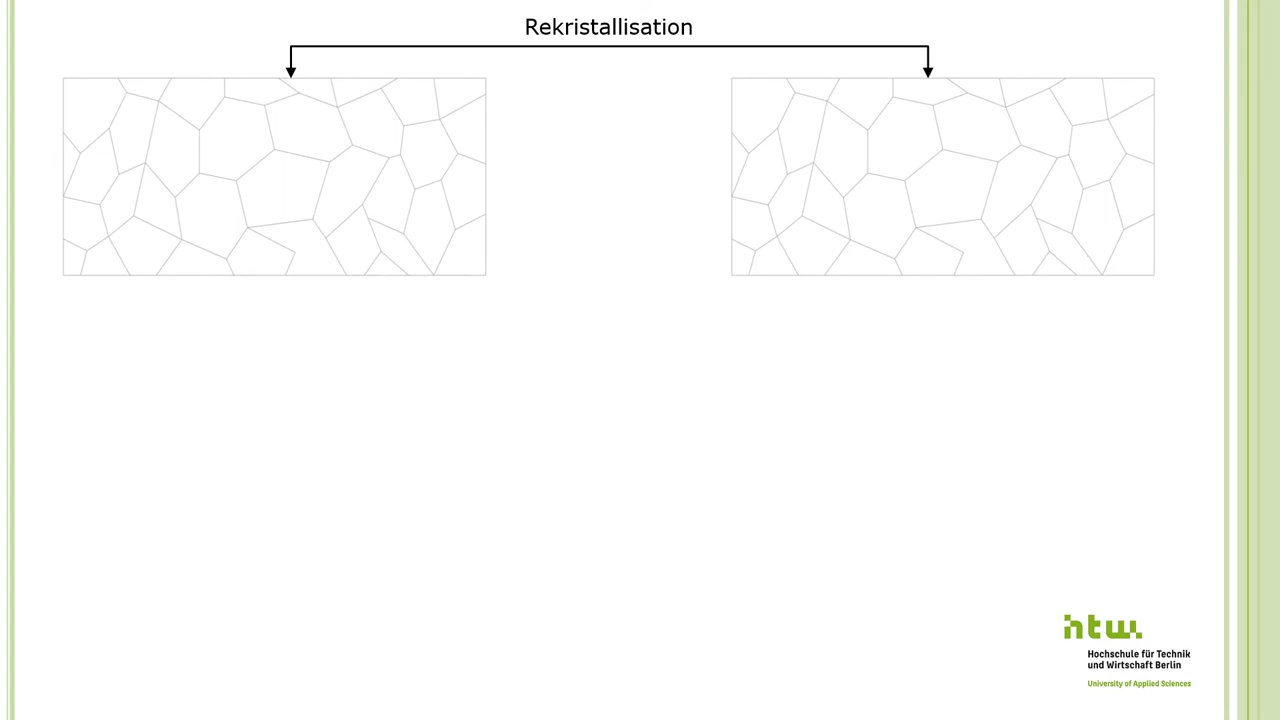 Rekristallisation
htw.
Hochschule für Technik
und Wirtschaft Berlin
University of Applied Sciences